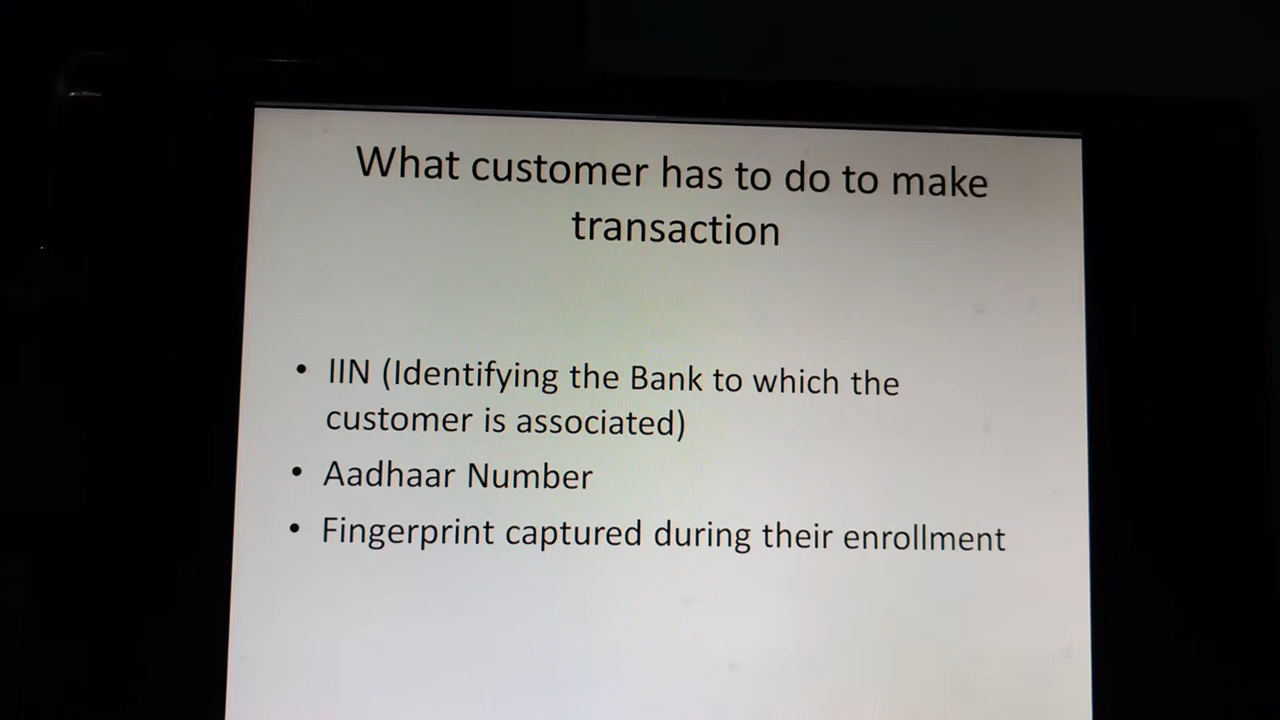 What customer has to do to make
transaction
• IIN (Identifying the Bank to which the
customer is associated)
• Aadhaar Number
• Fingerprint captured during their enrollment